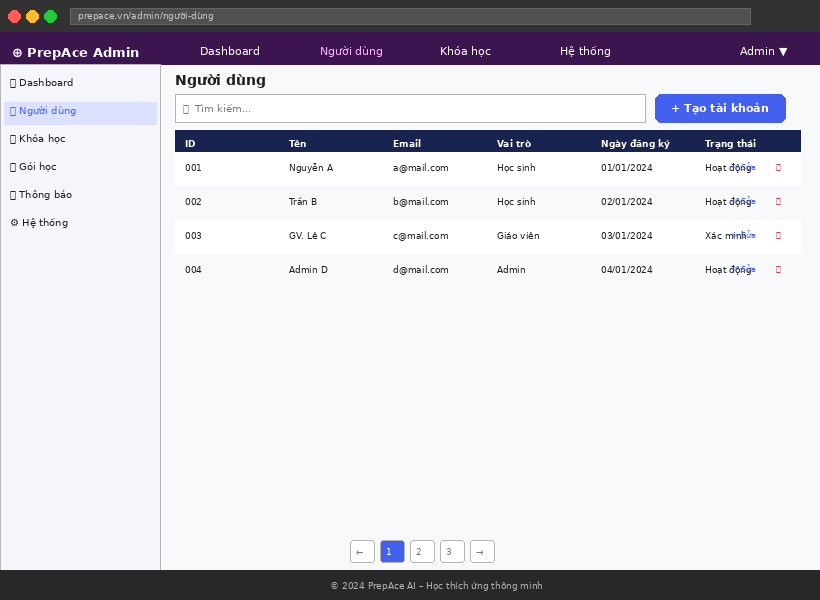 prepace.vn/admin/người-dùng
⊕ PrepAce Admin Dashboard Người dùng Khóa học Hệ thống Admin ▼
Dashboard
Người dùng
Khóa học
Gói học
Thông báo
⚙ Hệ thống
Người dùng
Tìm kiếm...
+ Tạo tài khoản
ID Tên Email Vai trò Ngày đăng ký Trạng thái
001 Nguyễn A a@mail.com Học sinh 01/01/2024 Hoạt động
002 Trần B b@mail.com Học sinh 02/01/2024 Hoạt động
003 GV. Lê C c@mail.com Giáo viên 03/01/2024 Xác minh
004 Admin D d@mail.com Admin 04/01/2024 Hoạt động
← 1 2 3 →
© 2024 PrepAce AI – Học thích ứng thông minh